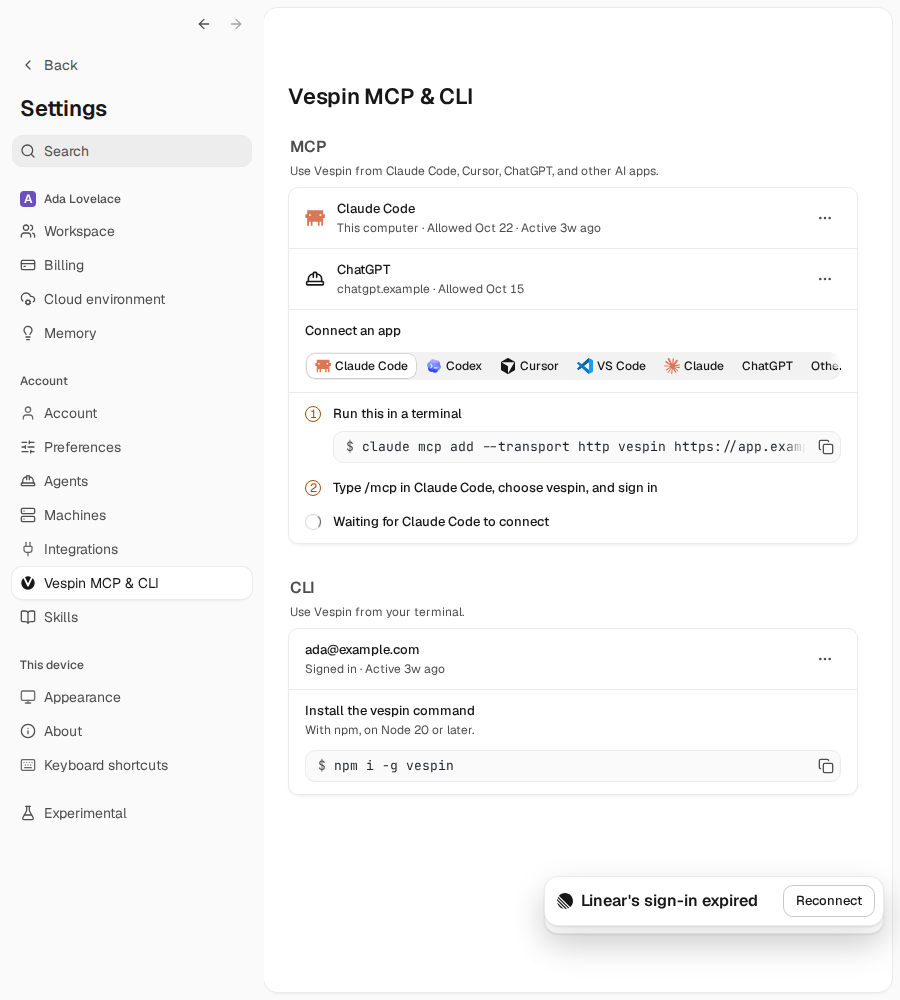 Back
Settings
Search
A Ada Lovelace
Workspace
Billing
Cloud environment
Memory
Account
Account
Preferences
Agents
Machines
Integrations
Vespin MCP & CLI
Skills
This device
Appearance
About
Keyboard shortcuts
Experimental
Vespin MCP & CLI
MCP
Use Vespin from Claude Code, Cursor, ChatGPT, and other AI apps.
Claude Code
This computer · Allowed Oct 22 · Active 3w ago
ChatGPT
chatgpt.example · Allowed Oct 15
Connect an app
Claude Code Codex Cursor VS Code Claude ChatGPT Othe.
1 Run this in a terminal
$ claude mcp add --transport http vespin https://app.exam
2 Type /mcp in Claude Code, choose vespin, and sign in
Waiting for Claude Code to connect
CLI
Use Vespin from your terminal.
ada@example.com
Signed in · Active 3w ago
Install the vespin command
With npm, on Node 20 or later.
$ npm i -g vespin
Linear's sign-in expired
Reconnect